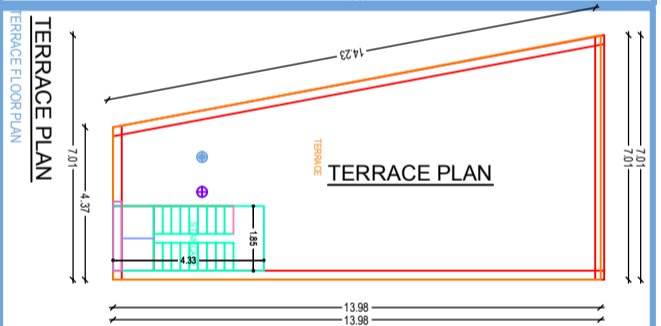 TERRACE PLAN
TERRACE FLOOR PLAN
14.23
7.01
4.37
TERRACE
TERRACE PLAN
1.85
4.33
7.01
7.01
13.98
13.98